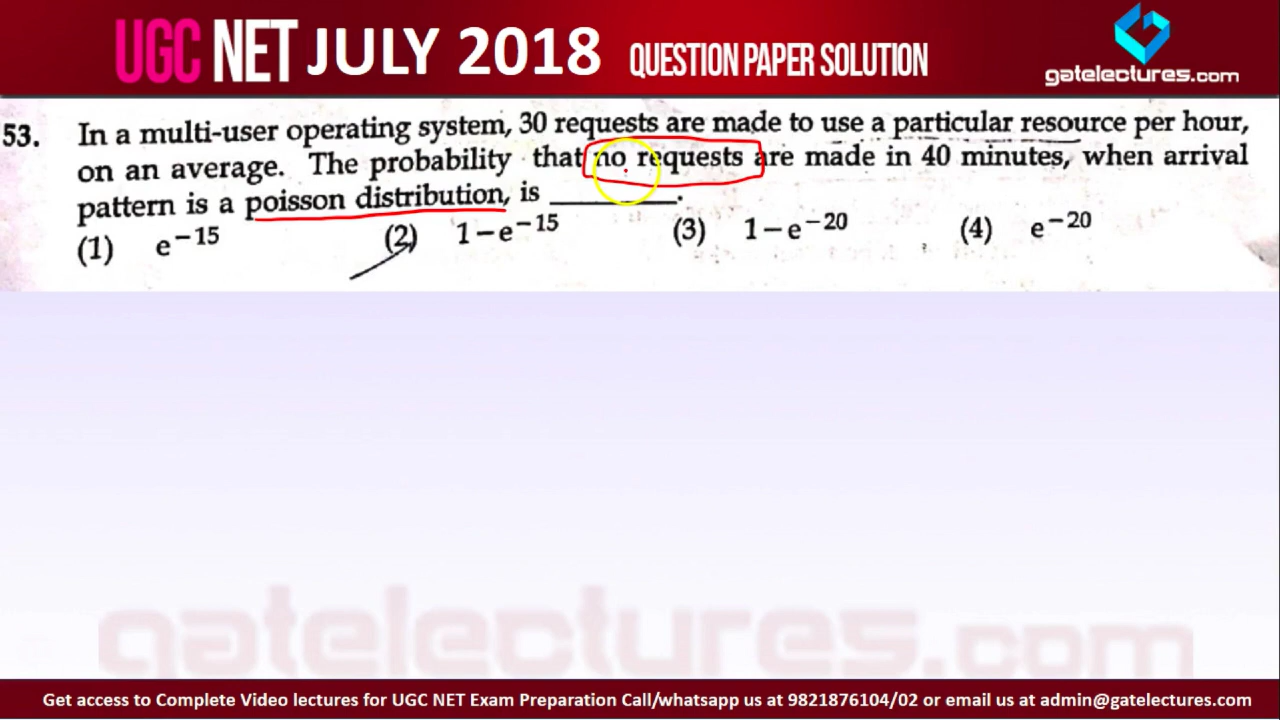 UGC NET JULY 2018 QUESTION PAPER SOLUTION
gatelectures.com
53. In a multi-user operating system, 30 requests are made to use a particular resource per hour,
on an average. The probability that no requests are made in 40 minutes, when arrival
pattern is a poisson distribution, is ________.
(1) e^-15 (2) 1-e^-15 (3) 1-e^-20 (4) e^-20
gatelectures.com
Get access to Complete Video lectures for UGC NET Exam Preparation Call/whatsapp us at 9821876104/02 or email us at admin@gatelectures.com